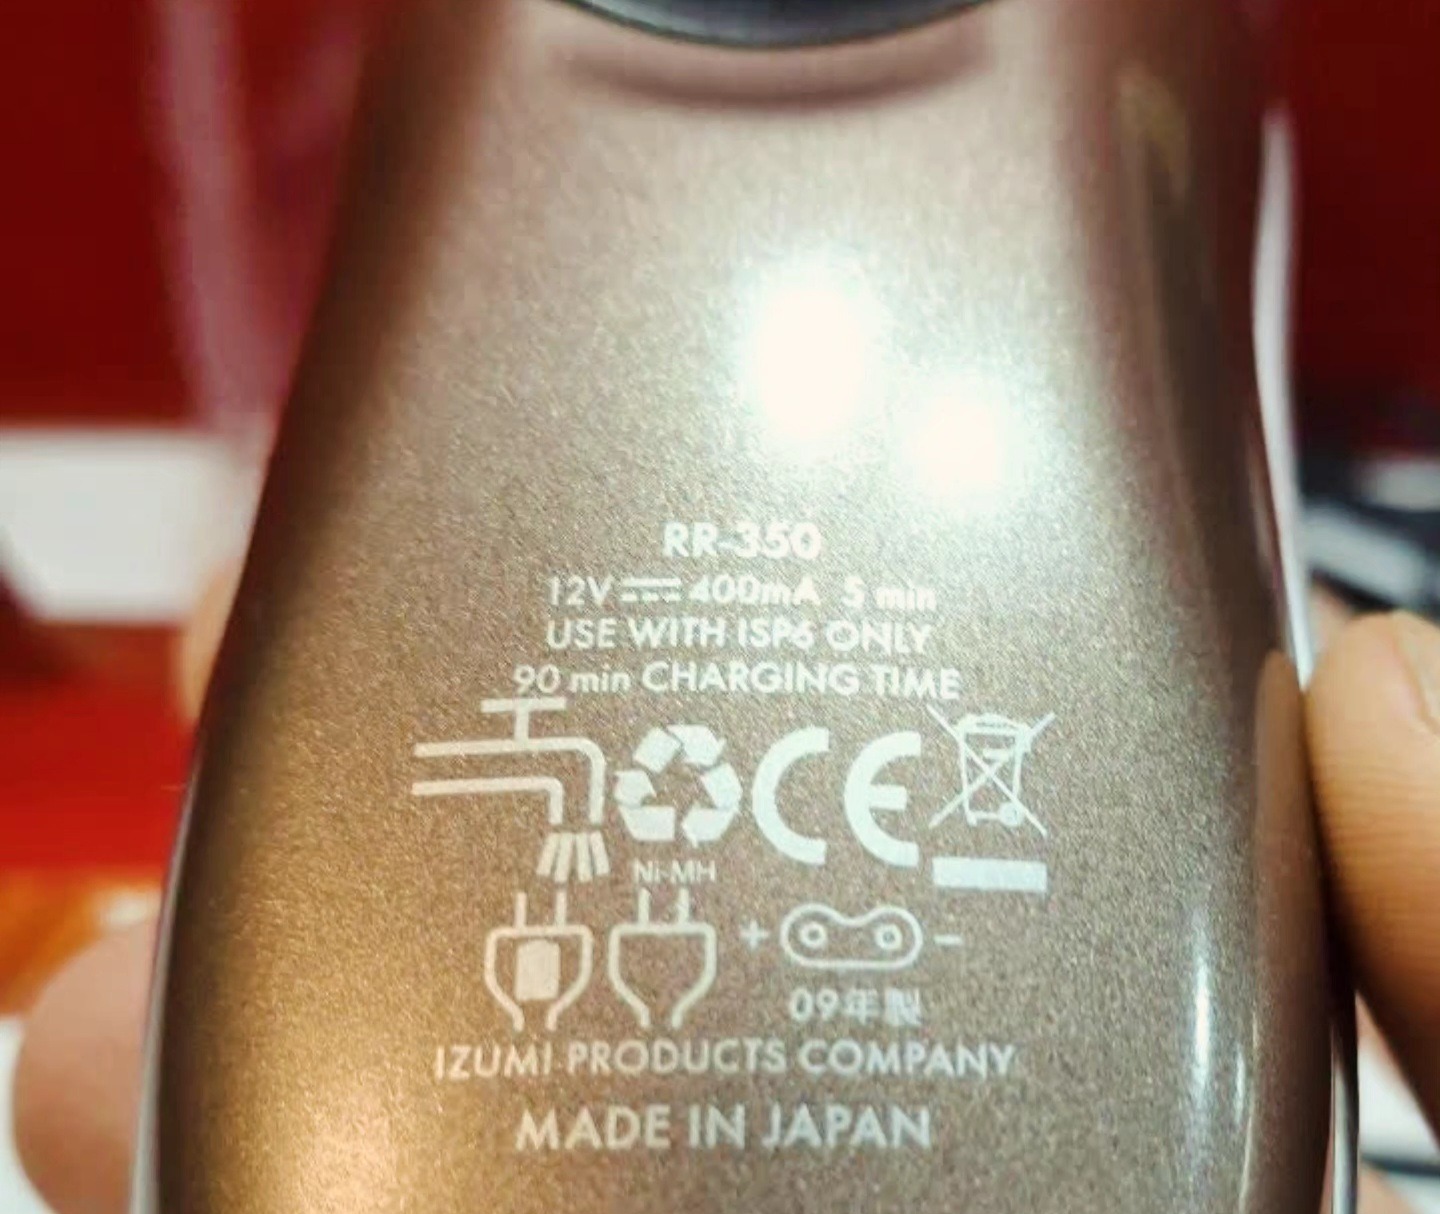 RR-350
12V⎓400mA 5 min
USE WITH ISP6 ONLY
90 min CHARGING TIME
CE
Ni-MH
+ −
09年製
IZUMI PRODUCTS COMPANY
MADE IN JAPAN